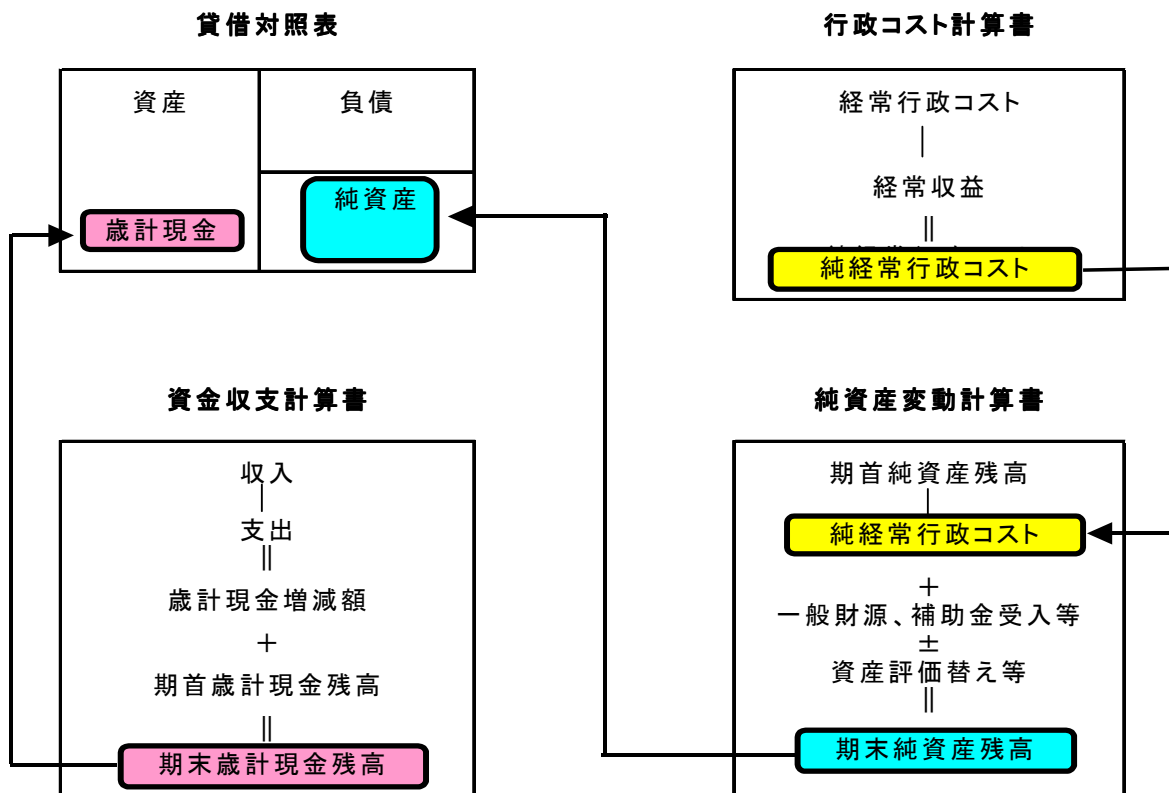 貸借対照表
資産
負債
純資産
歳計現金
行政コスト計算書
経常行政コスト
|
経常収益
||
純経常行政コスト
資金収支計算書
収入
|
支出
||
歳計現金増減額
+
期首歳計現金残高
||
期末歳計現金残高
純資産変動計算書
期首純資産残高
|
純経常行政コスト
+
一般財源、補助金受入等
±
資産評価替え等
||
期末純資産残高